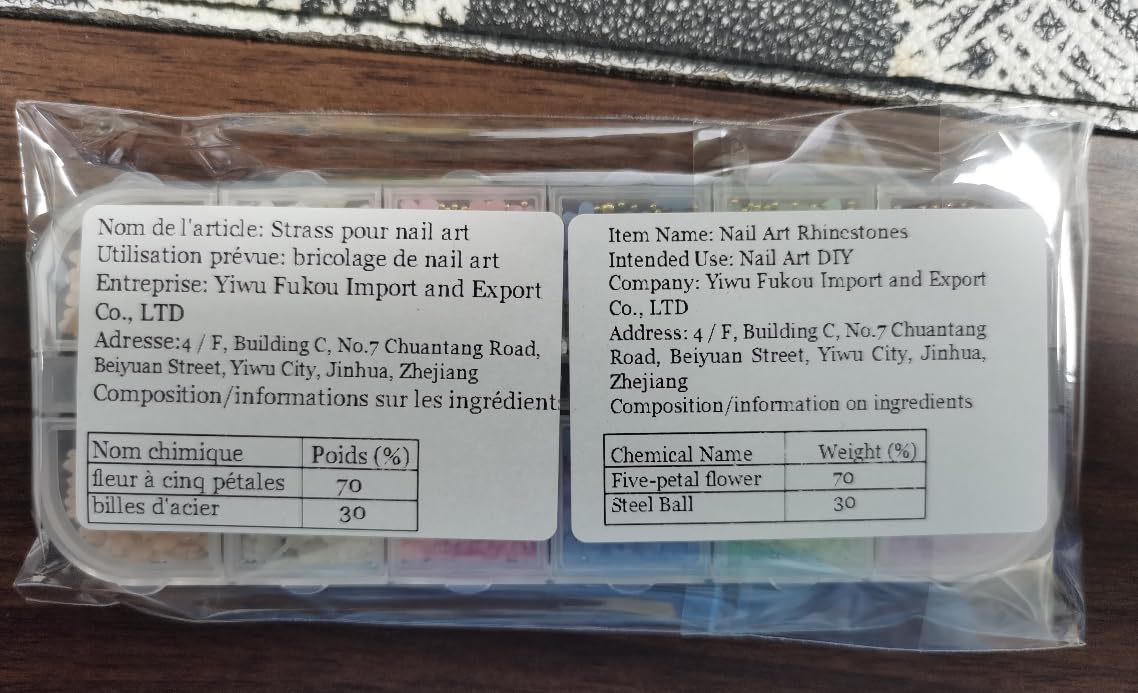 Nom de l'article: Strass pour nail art
Utilisation prévue: bricolage de nail art
Entreprise: Yiwu Fukou Import and Export
Co., LTD
Adresse:4 / F, Building C, No.7 Chuantang Road,
Beiyuan Street, Yiwu City, Jinhua, Zhejiang
Composition/informations sur les ingrédient
Nom chimique Poids (%)
fleur à cinq pétales 70
billes d'acier 30
Item Name: Nail Art Rhinestones
Intended Use: Nail Art DIY
Company: Yiwu Fukou Import and Export
Co., LTD
Address: 4 / F, Building C, No.7 Chuantang
Road, Beiyuan Street, Yiwu City, Jinhua,
Zhejiang
Composition/information on ingredients
Chemical Name Weight (%)
Five-petal flower 70
Steel Ball 30